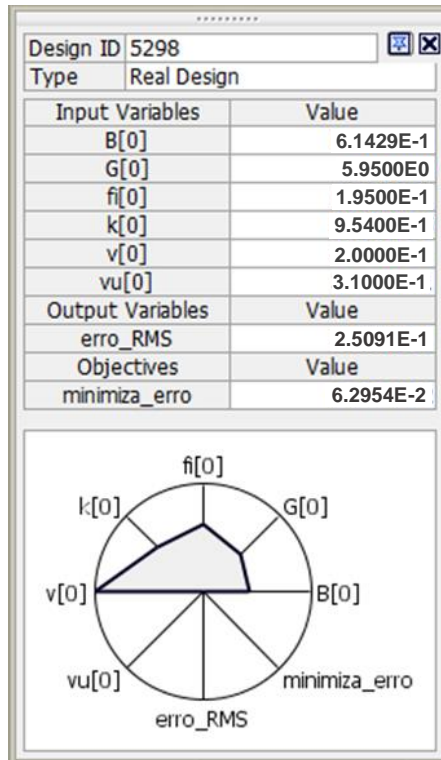 Design ID 5298
Type Real Design
Input Variables Value
B[0] 6.1429E-1
G[0] 5.9500E0
fi[0] 1.9500E-1
k[0] 9.5400E-1
v[0] 2.0000E-1
vu[0] 3.1000E-1
Output Variables Value
erro_RMS 2.5091E-1
Objectives Value
minimiza_erro 6.2954E-2
fi[0]
k[0] G[0]
v[0] B[0]
vu[0] minimiza_erro
erro_RMS